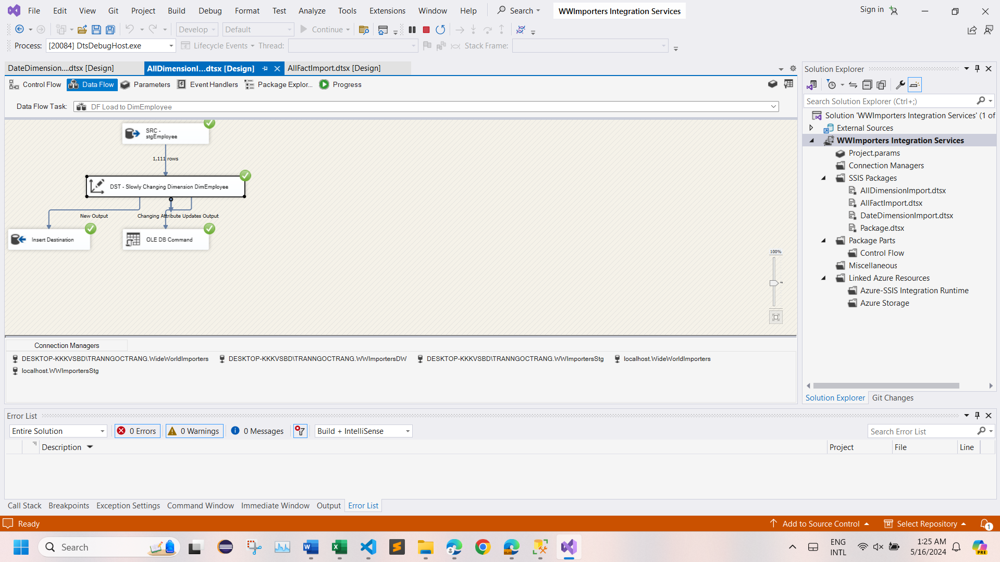 File Edit View Git Project Build Debug Format Test Analyze Tools Extensions Window Help Search WWImporters Integration Services Sign in
Develop Default Continue
Process: [20084] DtsDebugHost.exe Lifecycle Events Thread: Stack Frame:
DateDimension....dtsx [Design] AllDimensionI...dtsx [Design] AllFactImport.dtsx [Design]
Control Flow Data Flow Parameters Event Handlers Package Explor... Progress
Data Flow Task: DF Load to DimEmployee
SRC -
stgEmployee
1,111 rows
DST - Slowly Changing Dimension DimEmployee
New Output Changing Attribute Updates Output
Insert Destination OLE DB Command
100%
Connection Managers
DESKTOP-KKKVSBD\TRANNGOCTRANG.WideWorldImporters DESKTOP-KKKVSBD\TRANNGOCTRANG.WWImportersDW DESKTOP-KKKVSBD\TRANNGOCTRANG.WWImportersStg localhost.WideWorldImporters
localhost.WWImportersStg
Solution Explorer
Search Solution Explorer (Ctrl+;)
Solution 'WWImporters Integration Services' (1 of
External Sources
WWImporters Integration Services
Project.params
Connection Managers
SSIS Packages
AllDimensionImport.dtsx
AllFactImport.dtsx
DateDimensionImport.dtsx
Package.dtsx
Package Parts
Control Flow
Miscellaneous
Linked Azure Resources
Azure-SSIS Integration Runtime
Azure Storage
Solution Explorer Git Changes
Error List
Entire Solution 0 Errors 0 Warnings 0 Messages Build + IntelliSense Search Error List
Description Project File Line
Call Stack Breakpoints Exception Settings Command Window Immediate Window Output Error List
Ready Add to Source Control Select Repository 1
Search ENG
INTL
1:25 AM
5/16/2024
PRE